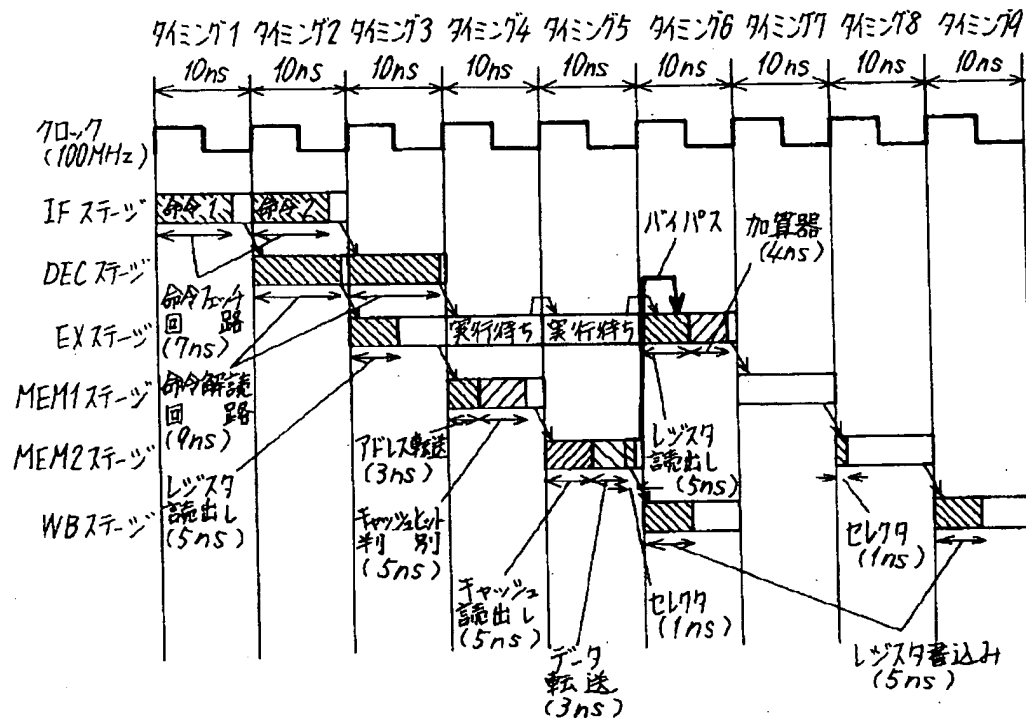 タイミング1 タイミング2 タイミング3 タイミング4 タイミング5 タイミング6 タイミング7 タイミング8 タイミング9
10ns 10ns 10ns 10ns 10ns 10ns 10ns 10ns 10ns
クロック
(100MHz)
IFステージ
命令1 命令2
バイパス
加算器
(4ns)
DECステージ
命令フェッチ
回路
(7ns)
EXステージ
実行待ち 実行待ち
MEM1ステージ
命令解読
回路
(9ns)
アドレス転送
(3ns)
レジスタ
読出し
(5ns)
MEM2ステージ
レジスタ
読出し
(5ns)
キャッシュヒット
判別
(5ns)
WBステージ
セレクタ
(1ns)
キャッシュ
読出し
(5ns)
セレクタ
(1ns)
データ
転送
(3ns)
レジスタ書込み
(5ns)